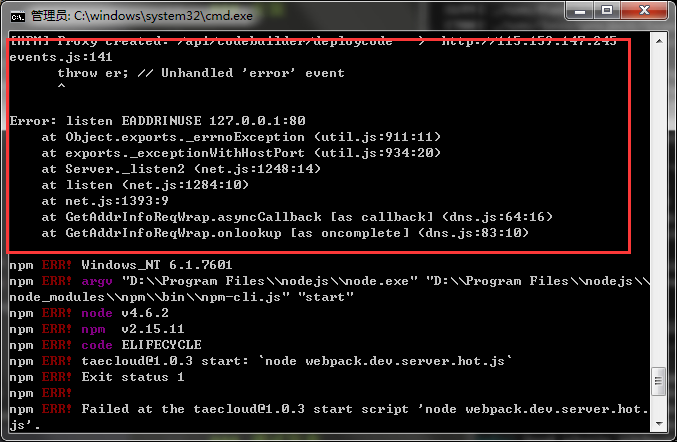 管理员: C:\windows\system32\cmd.exe
[HPM] Proxy created: /api/codebuilder/deploycode -> http://115.159.147.245
events.js:141
throw er; // Unhandled 'error' event
^
Error: listen EADDRINUSE 127.0.0.1:80
at Object.exports._errnoException (util.js:911:11)
at exports._exceptionWithHostPort (util.js:934:20)
at Server._listen2 (net.js:1248:14)
at listen (net.js:1284:10)
at net.js:1393:9
at GetAddrInfoReqWrap.asyncCallback [as callback] (dns.js:64:16)
at GetAddrInfoReqWrap.onlookup [as oncomplete] (dns.js:83:10)
npm ERR! Windows_NT 6.1.7601
npm ERR! argv "D:\\Program Files\\nodejs\\node.exe" "D:\\Program Files\\nodejs\\
node_modules\\npm\\bin\\npm-cli.js" "start"
npm ERR! node v4.6.2
npm ERR! npm  v2.15.11
npm ERR! code ELIFECYCLE
npm ERR! taecloud@1.0.3 start: `node webpack.dev.server.hot.js`
npm ERR! Exit status 1
npm ERR!
npm ERR! Failed at the taecloud@1.0.3 start script 'node webpack.dev.server.hot.
js'.